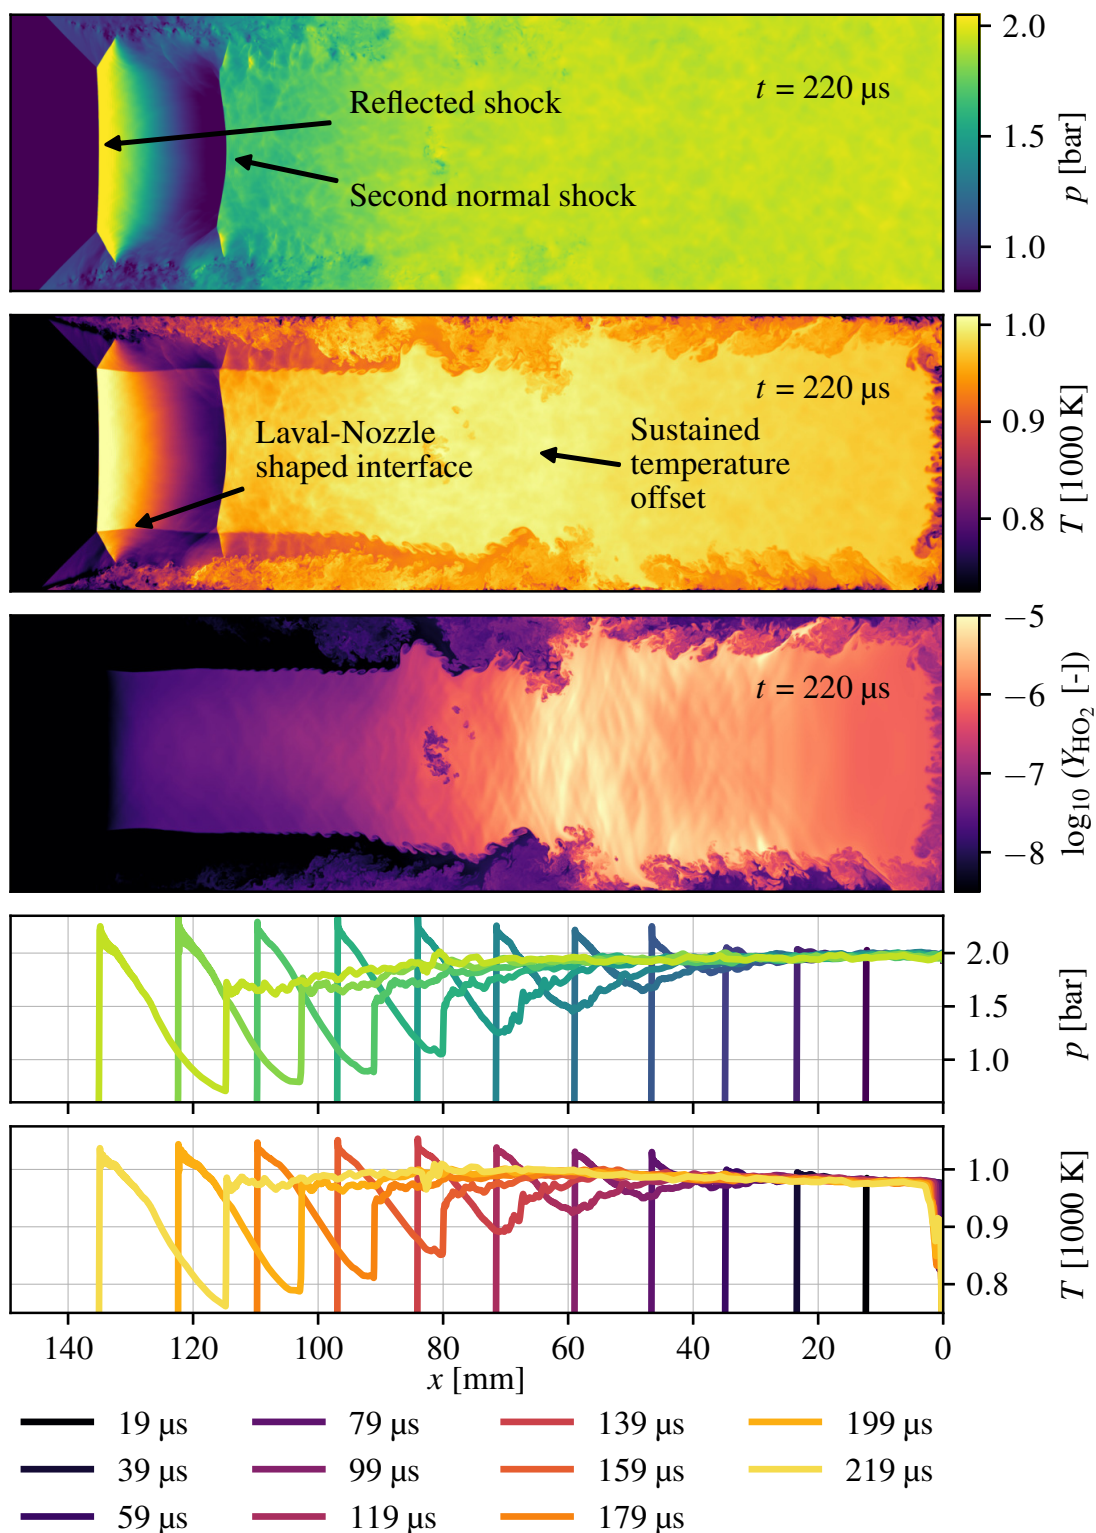 Reflected shock
Second normal shock
t = 220 µs
2.0
1.5
1.0
p [bar]
Laval-Nozzle
shaped interface
Sustained
temperature
offset
t = 220 µs
1.0
0.9
0.8
T [1000 K]
t = 220 µs
−5
−6
−7
−8
log10 (YHO2 [-])
2.0
1.5
1.0
p [bar]
140 120 100 80 60 40 20 0
x [mm]
1.0
0.9
0.8
T [1000 K]
19 µs 79 µs 139 µs 199 µs
39 µs 99 µs 159 µs 219 µs
59 µs 119 µs 179 µs